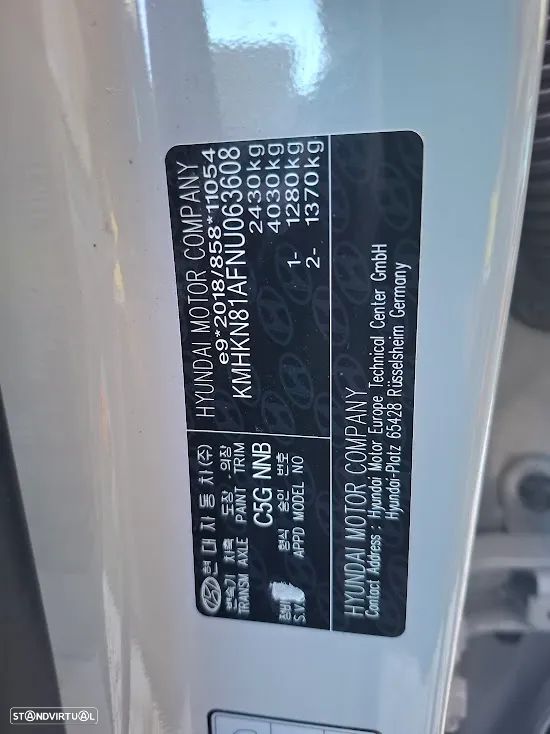 현대자동차(주)
변속기 차축 도장 .의장
TRANSM AXLE PAINT TRIM
C5G NNB
형식 승인 번호
APPD MODEL NO
장비
S.V.
HYUNDAI MOTOR COMPANY
e9*2018/858*11054
KMHKN81AFNU063608
2430kg
4030kg
1- 1280kg
2- 1370kg
HYUNDAI MOTOR COMPANY
Contact Address : Hyundai Motor Europe Technical Center GmbH
Hyundai-Platz 65428 Rüsselsheim Germany
STANDVIRTUAL